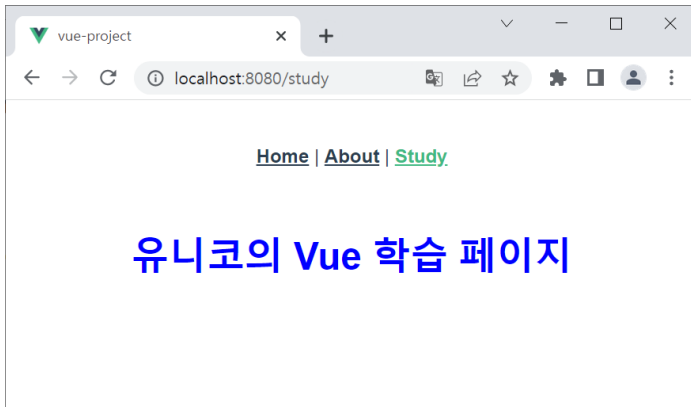 vue-project
localhost:8080/study
Home | About | Study
유니코의 Vue 학습 페이지